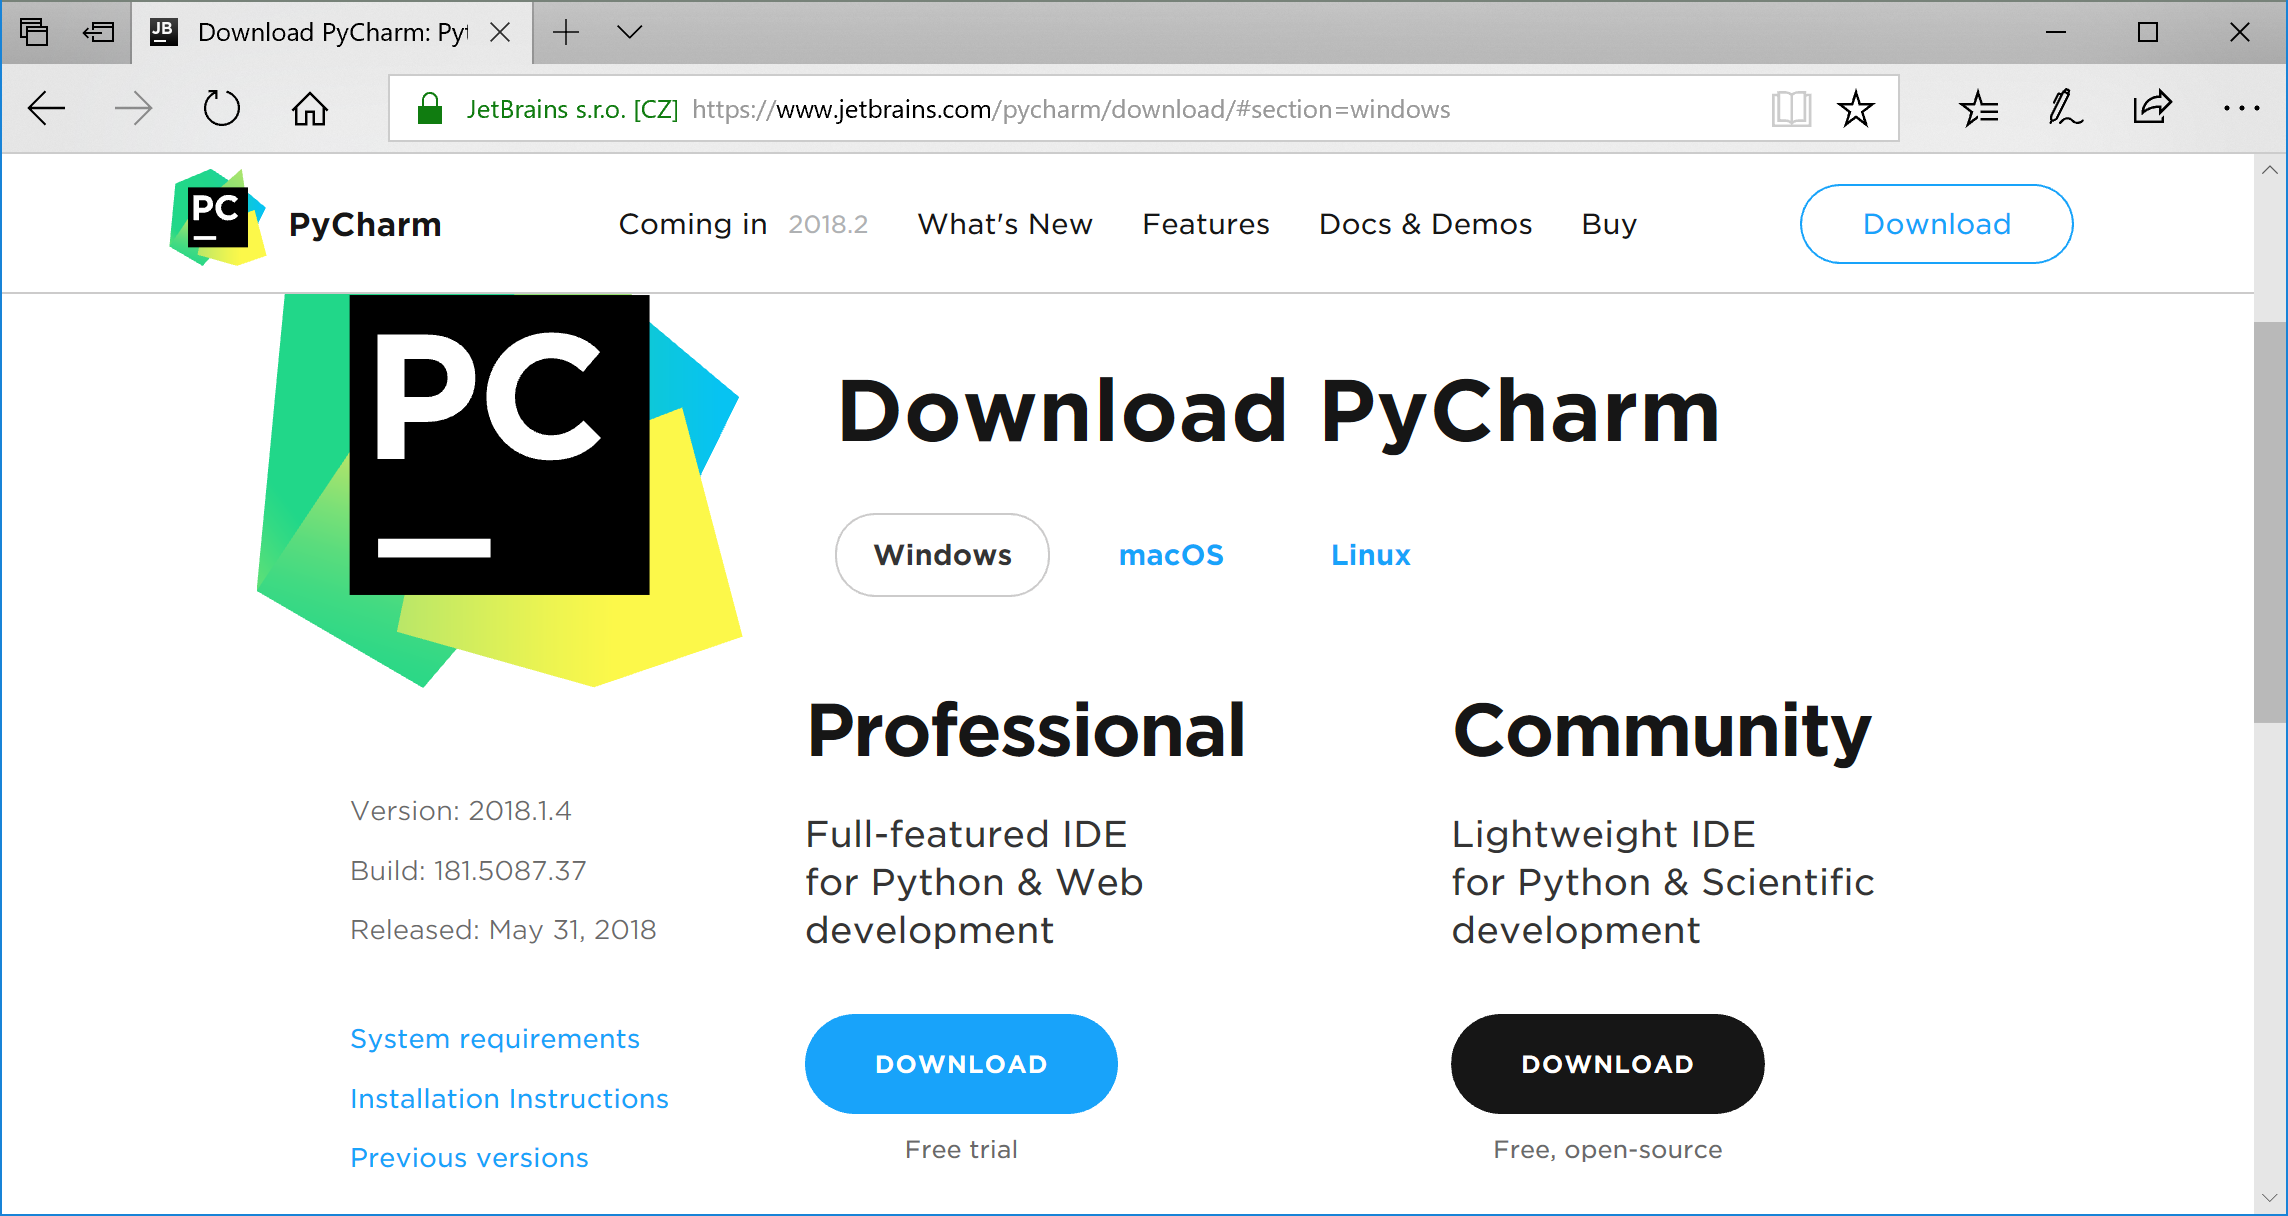 JB
Download PyCharm: Pyt
JetBrains s.r.o. [CZ] https://www.jetbrains.com/pycharm/download/#section=windows
PC
PyCharm
Coming in 2018.2
What's New
Features
Docs & Demos
Buy
Download
PC
Download PyCharm
Windows
macOS
Linux
Version: 2018.1.4
Build: 181.5087.37
Released: May 31, 2018
System requirements
Installation Instructions
Previous versions
Professional
Full-featured IDE
for Python & Web
development
DOWNLOAD
Free trial
Community
Lightweight IDE
for Python & Scientific
development
DOWNLOAD
Free, open-source